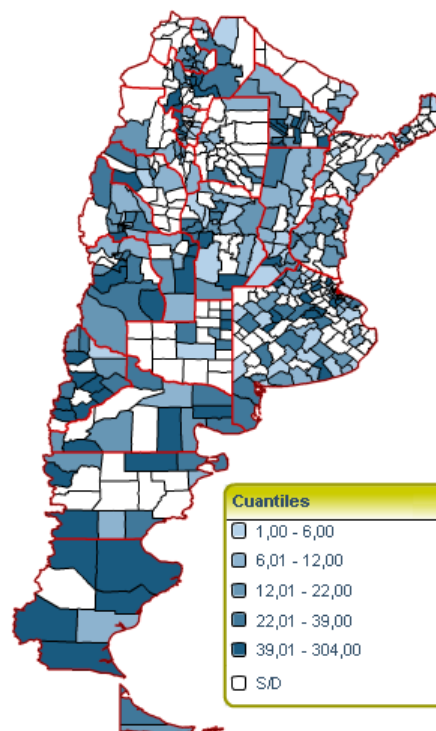 Cuantiles
1,00 - 6,00
6,01 - 12,00
12,01 - 22,00
22,01 - 39,00
39,01 - 304,00
S/D